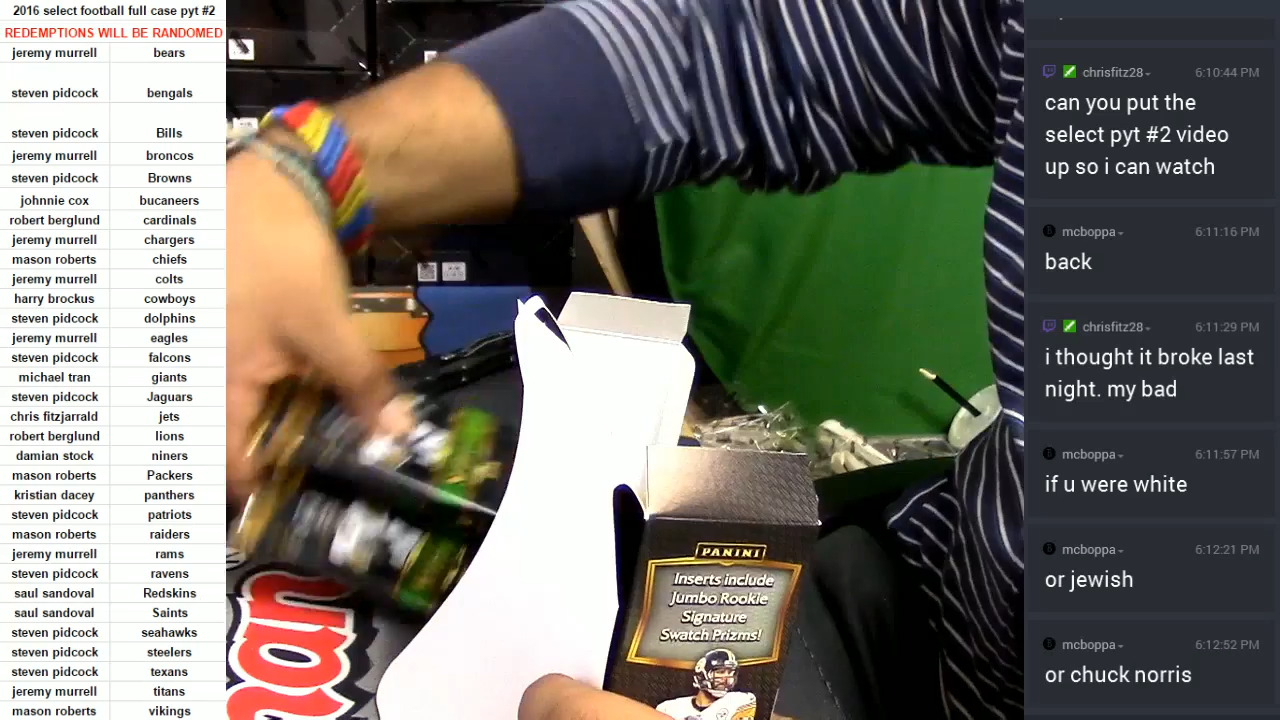 2016 select football full case pyt #2
REDEMPTIONS WILL BE RANDOMED
jeremy murrell bears
steven pidcock bengals
steven pidcock Bills
jeremy murrell broncos
steven pidcock Browns
johnnie cox bucaneers
robert berglund cardinals
jeremy murrell chargers
mason roberts chiefs
jeremy murrell colts
harry brockus cowboys
steven pidcock dolphins
jeremy murrell eagles
steven pidcock falcons
michael tran giants
steven pidcock Jaguars
chris fitzjarrald jets
robert berglund lions
damian stock niners
mason roberts Packers
kristian dacey panthers
steven pidcock patriots
mason roberts raiders
jeremy murrell rams
steven pidcock ravens
saul sandoval Redskins
saul sandoval Saints
steven pidcock seahawks
steven pidcock steelers
steven pidcock texans
jeremy murrell titans
mason roberts vikings
PANINI
Inserts include
Jumbo Rookie
Signature
Swatch Prizms!
chrisfitz28 6:10:44 PM
can you put the
select pyt #2 video
up so i can watch
mcboppa 6:11:16 PM
back
chrisfitz28 6:11:29 PM
i thought it broke last
night. my bad
mcboppa 6:11:57 PM
if u were white
mcboppa 6:12:21 PM
or jewish
mcboppa 6:12:52 PM
or chuck norris